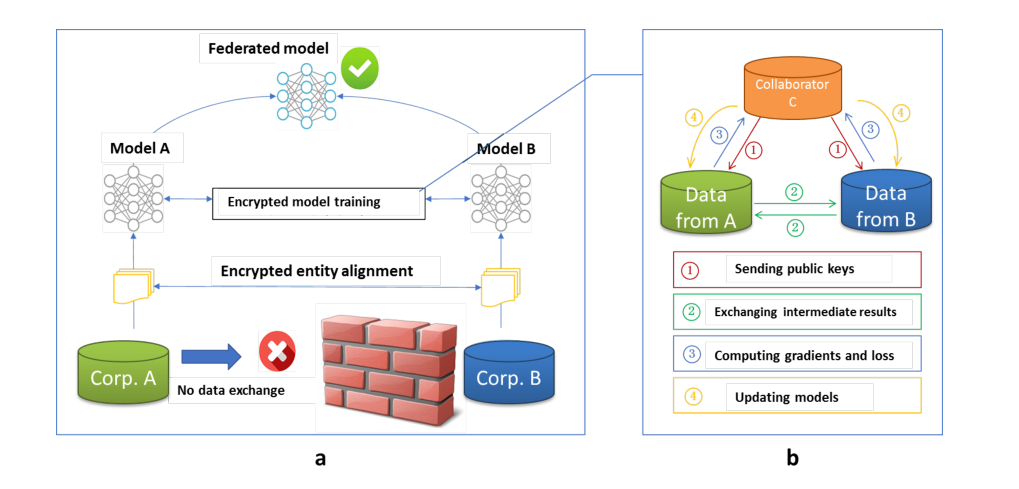 Federated model
Model A
Model B
Encrypted model training
Encrypted entity alignment
Corp. A
No data exchange
Corp. B
a
Collaborator
C
4
4
3
3
1
1
Data
from A
2
2
Data
from B
1 Sending public keys
2 Exchanging intermediate results
3 Computing gradients and loss
4 Updating models
b